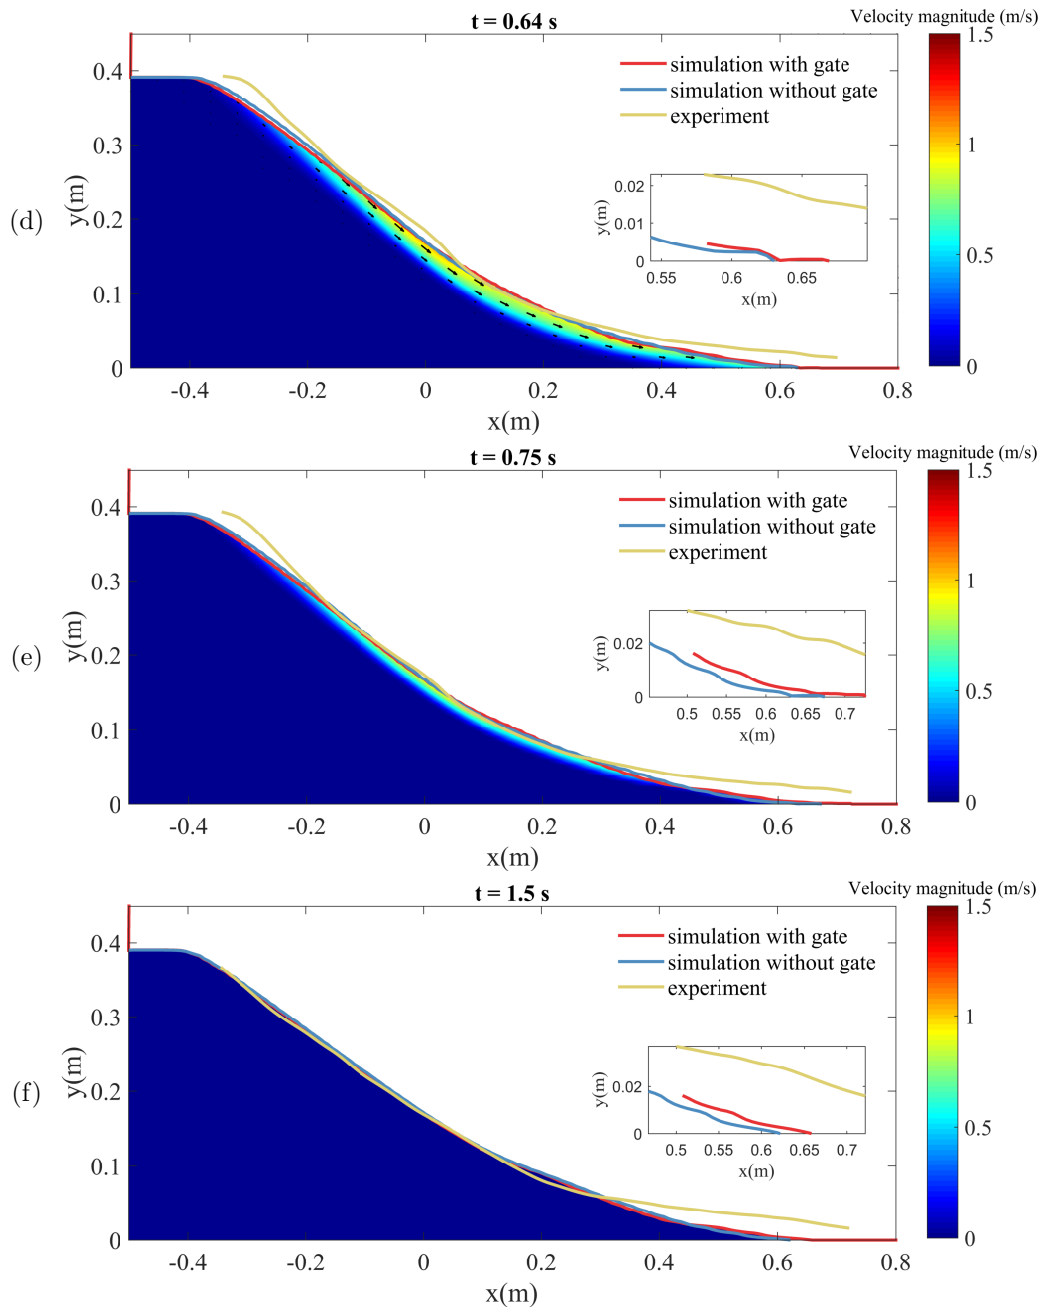 t = 0.64 s
Velocity magnitude (m/s)
simulation with gate
simulation without gate
experiment
(d)
y(m)
0.4
0.3
0.2
0.1
0
-0.4 -0.2 0 0.2 0.4 0.6 0.8
x(m)
y(m)
0.02
0.01
0
0.55 0.6 0.65
x(m)
1.5
1
0.5
0
t = 0.75 s
Velocity magnitude (m/s)
simulation with gate
simulation without gate
experiment
(e)
y(m)
0.4
0.3
0.2
0.1
0
-0.4 -0.2 0 0.2 0.4 0.6 0.8
x(m)
y(m)
0.02
0
0.5 0.55 0.6 0.65 0.7
x(m)
1.5
1
0.5
0
t = 1.5 s
Velocity magnitude (m/s)
simulation with gate
simulation without gate
experiment
(f)
y(m)
0.4
0.3
0.2
0.1
0
-0.4 -0.2 0 0.2 0.4 0.6 0.8
x(m)
y(m)
0.02
0
0.5 0.55 0.6 0.65 0.7
x(m)
1.5
1
0.5
0